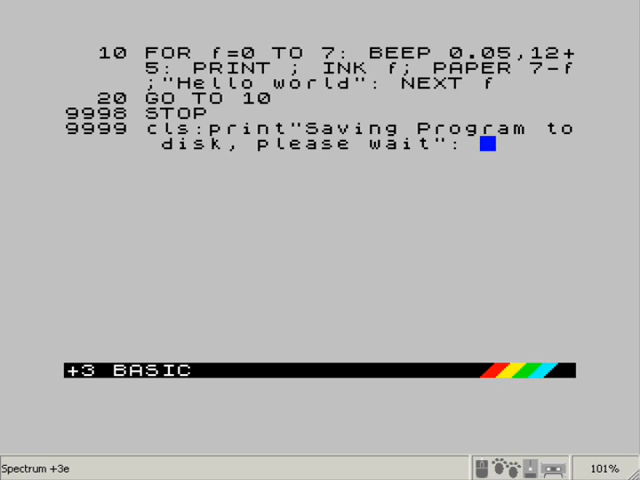 10 FOR f=0 TO 7: BEEP 0.05,12+
5: PRINT ; INK f; PAPER 7-f
;"Hello world": NEXT f
20 GO TO 10
9998 STOP
9999 cls:print"Saving Program to
disk, please wait":
+3 BASIC
Spectrum +3e
101%